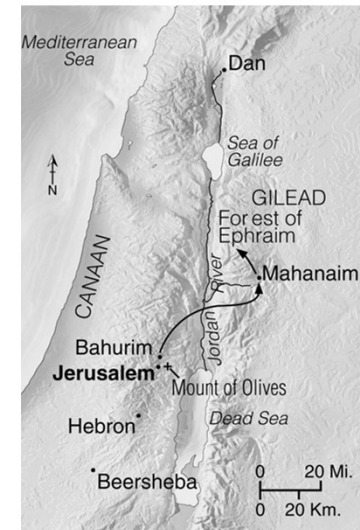 Mediterranean
Sea
Dan
N
Sea of
Galilee
GILEAD
For est of
Ephraim
CANAAN
Mahanaim
Jordan River
Bahurim
Jerusalem
Mount of Olives
Hebron
Dead Sea
Beersheba
0 20 Mi.
0 20 Km.